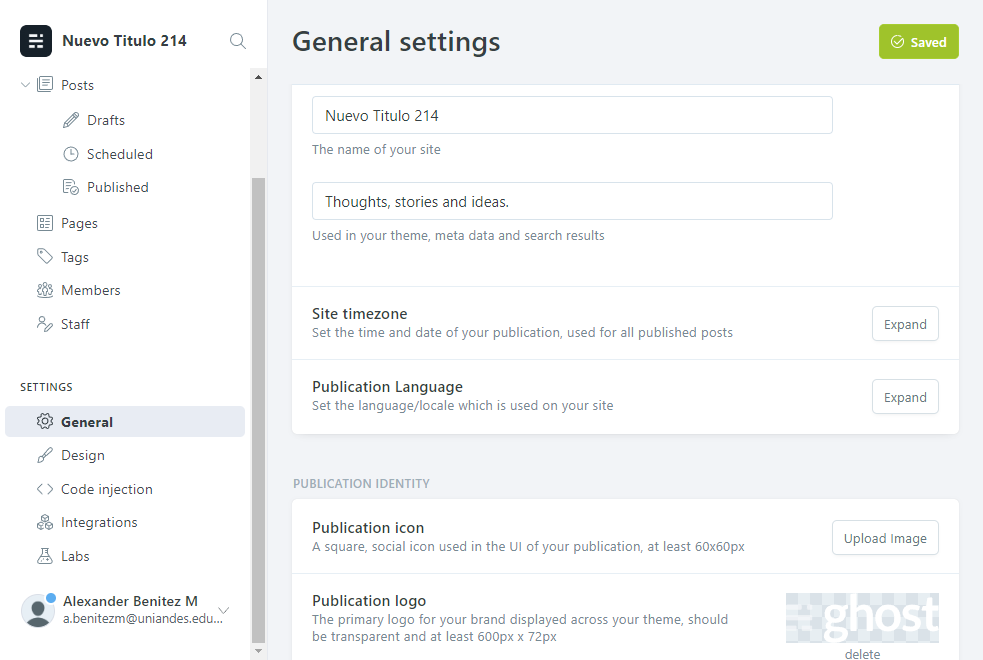 Nuevo Titulo 214
Posts
Drafts
Scheduled
Published
Pages
Tags
Members
Staff
SETTINGS
General
Design
Code injection
Integrations
Labs
Alexander Benitez M
a.benitezm@uniandes.edu...
General settings
Saved
Nuevo Titulo 214
The name of your site
Thoughts, stories and ideas.
Used in your theme, meta data and search results
Site timezone
Set the time and date of your publication, used for all published posts
Expand
Publication Language
Set the language/locale which is used on your site
Expand
PUBLICATION IDENTITY
Publication icon
A square, social icon used in the UI of your publication, at least 60x60px
Upload Image
Publication logo
The primary logo for your brand displayed across your theme, should
be transparent and at least 600px x 72px
ghost
delete